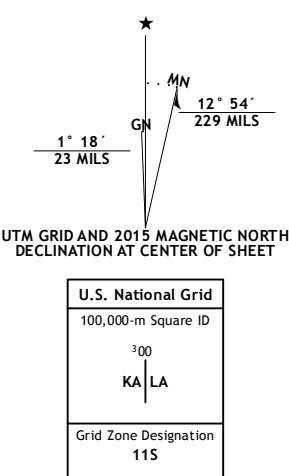 ★
MN
GN
12° 54´
229 MILS
1° 18´
23 MILS
UTM GRID AND 2015 MAGNETIC NORTH
DECLINATION AT CENTER OF SHEET
U.S. National Grid
100,000-m Square ID
³00
KA LA
Grid Zone Designation
11S